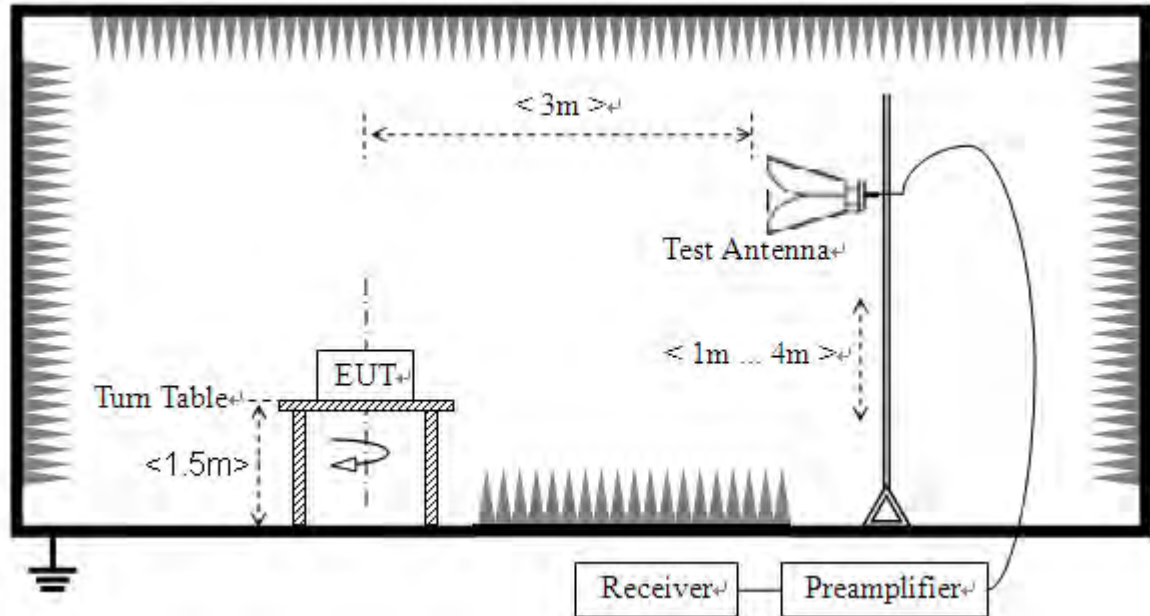 < 3m >↵
Test Antenna↵
< 1m ... 4m >↵
EUT↵
Turn Table↵
<1.5m>
Receiver↵
Preamplifier↵